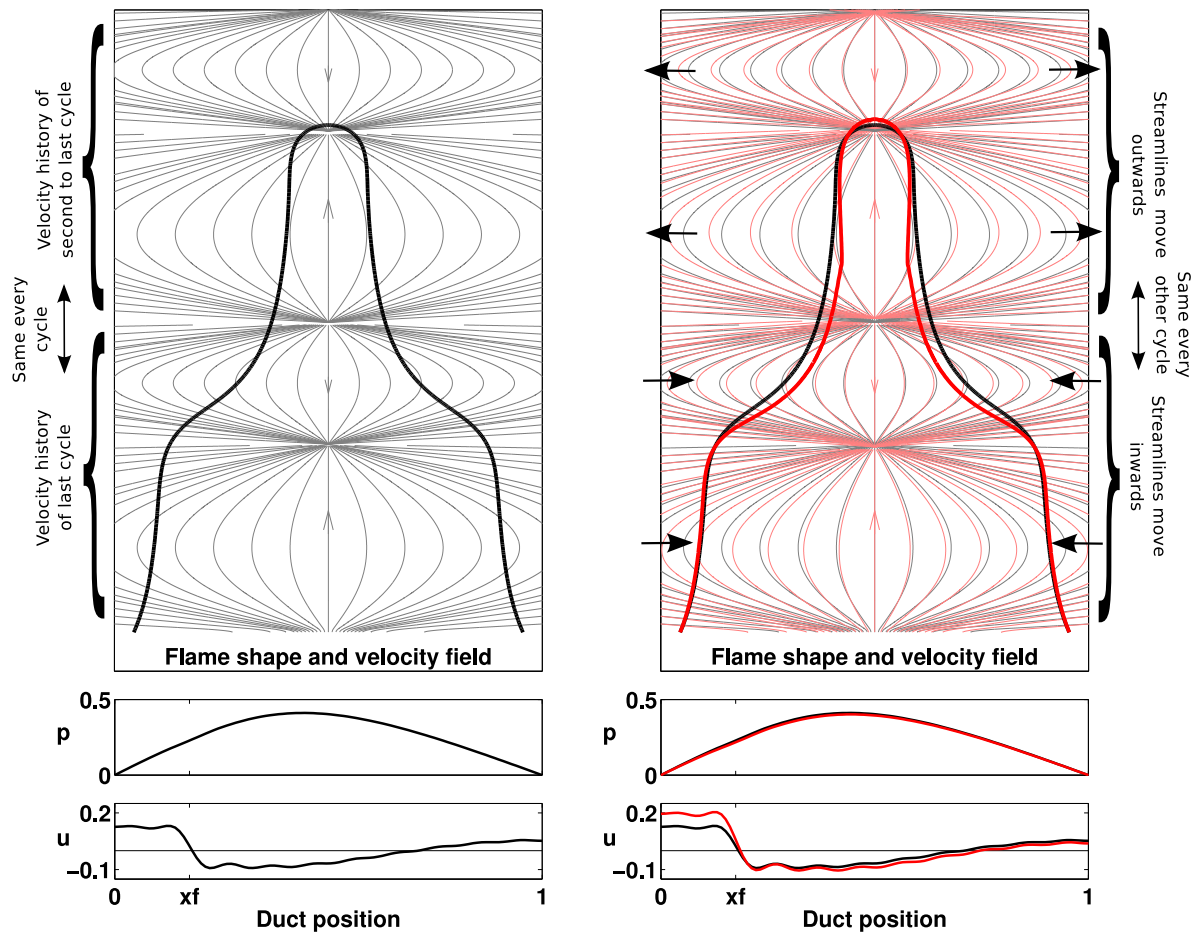 Velocity history of
second to last cycle
Same every
cycle
Velocity history
of last cycle
Flame shape and velocity field
0.5
p
0
0.2
u
−0.1
0
xf
1
Duct position
Streamlines move
outwards
Same every
other cycle
Streamlines move
inwards
Flame shape and velocity field
0.5
p
0
0.2
u
−0.1
0
xf
1
Duct position